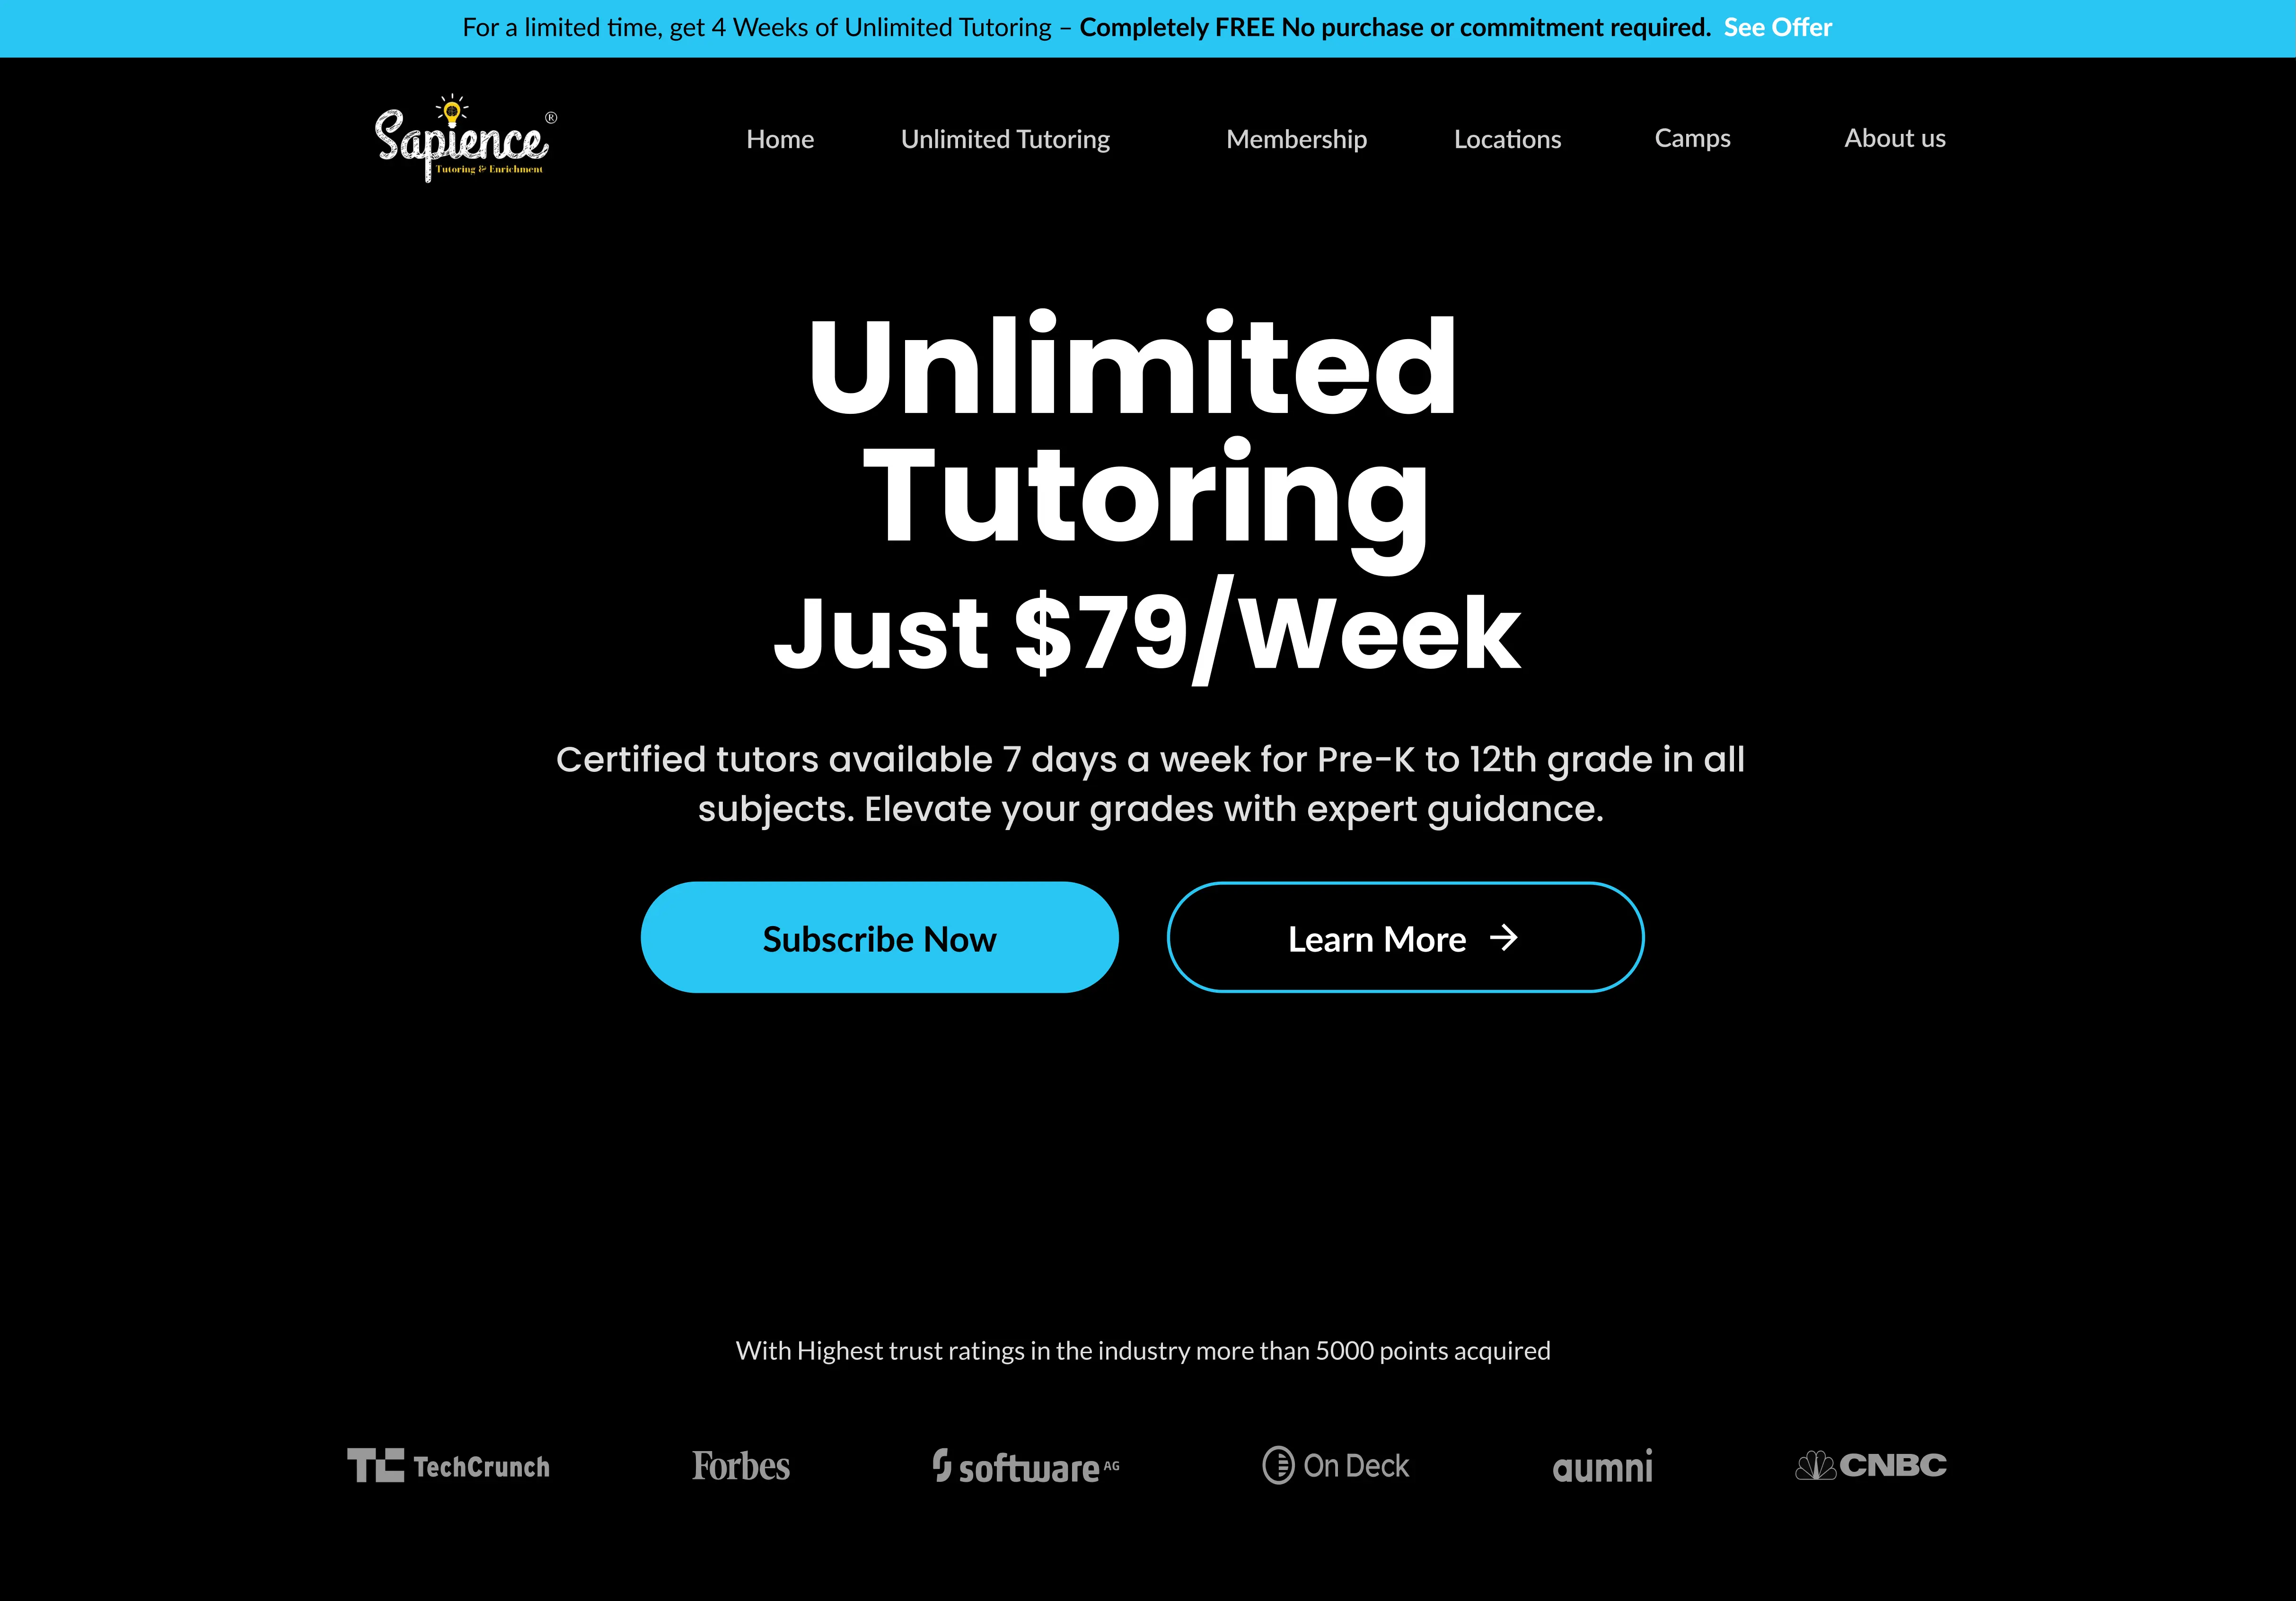 For a limited time, get 4 Weeks of Unlimited Tutoring – Completely FREE No purchase or commitment required. See Offer
Sapience®
Tutoring & Enrichment
Home Unlimited Tutoring Membership Locations Camps About us
Unlimited
Tutoring
Just $79/Week
Certified tutors available 7 days a week for Pre-K to 12th grade in all
subjects. Elevate your grades with expert guidance.
Subscribe Now Learn More →
With Highest trust ratings in the industry more than 5000 points acquired
TC TechCrunch Forbes software AG On Deck aumni CNBC